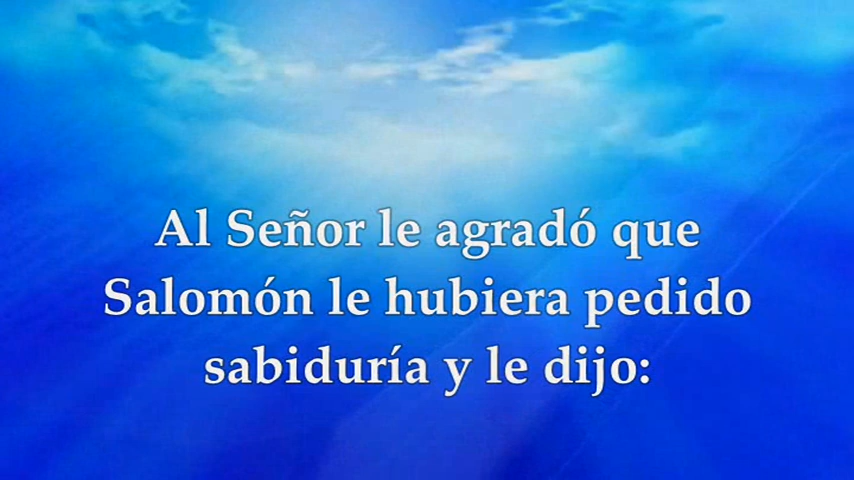 Al Señor le agradó que
Salomón le hubiera pedido
sabiduría y le dijo: